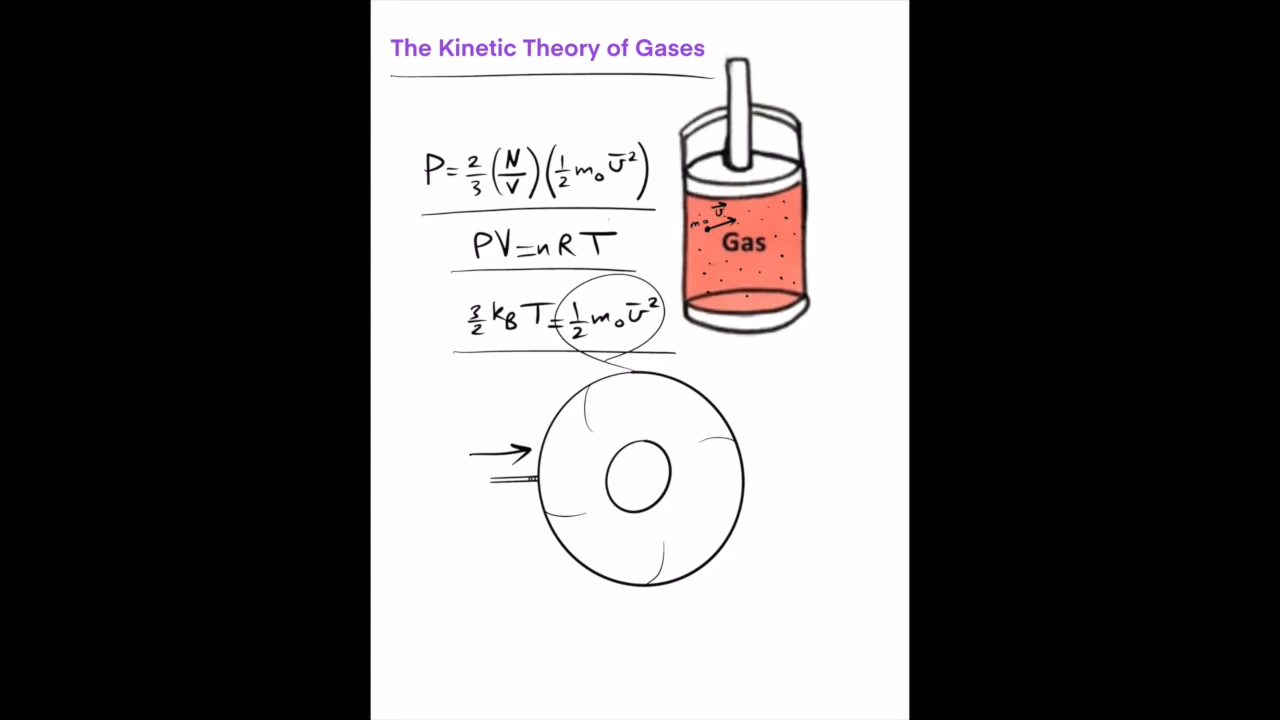 The Kinetic Theory of Gases
P = 2/3 (N/V) (1/2 m₀ v̄²)
PV = nRT
3/2 k_B T = 1/2 m₀ v̄²
m₀ v⃗
Gas